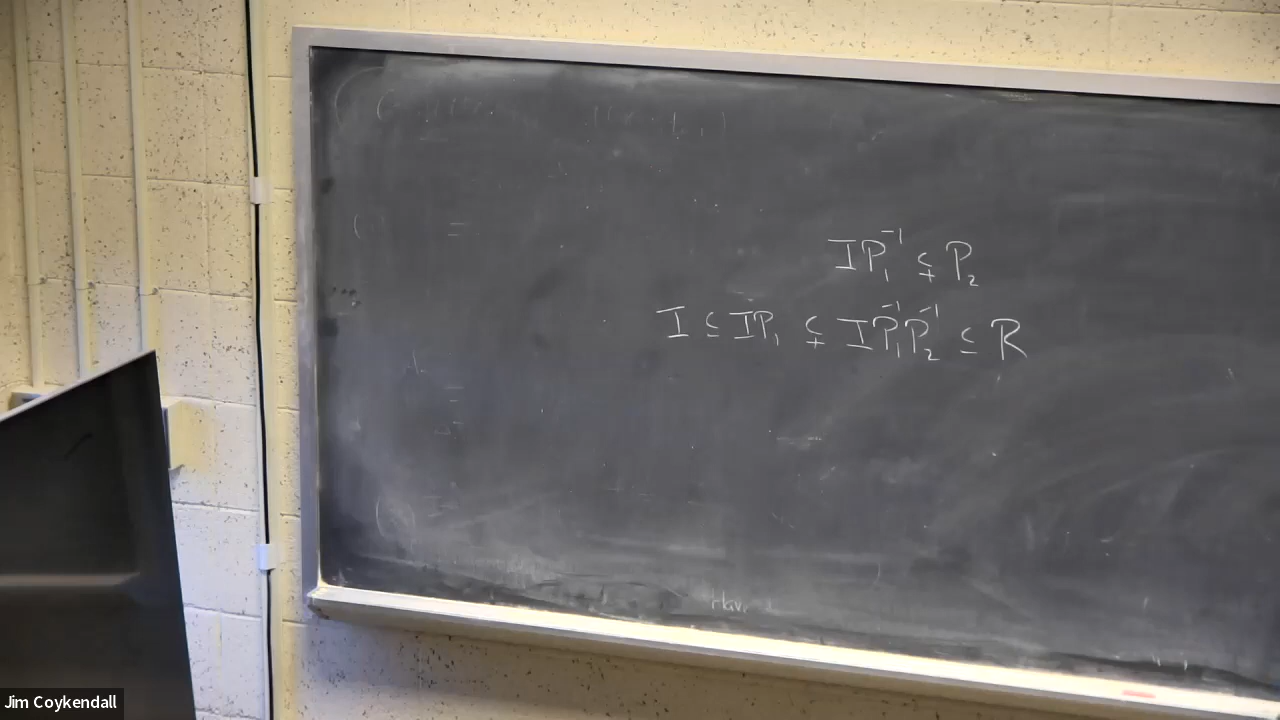 IP₁⁻¹ ⊊ P₂
I ⊆ IP₁ ⊊ IP₁⁻¹P₂⁻¹ ⊆ R
Jim Coykendall